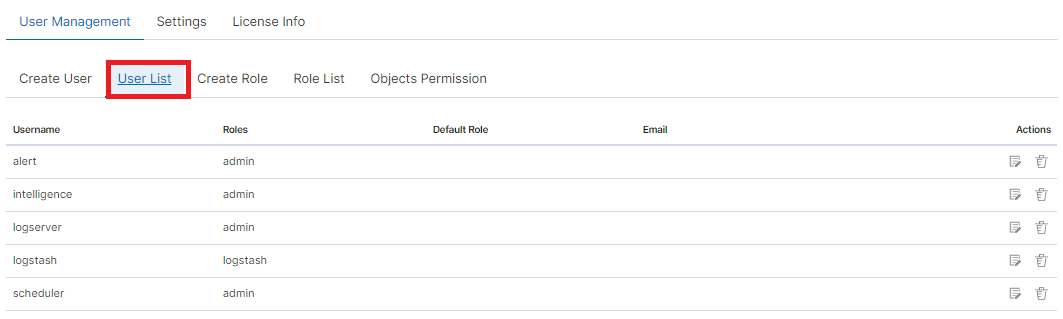 User Management Settings License Info
Create User User List Create Role Role List Objects Permission
Username Roles Default Role Email Actions
alert admin
intelligence admin
logserver admin
logstash logstash
scheduler admin